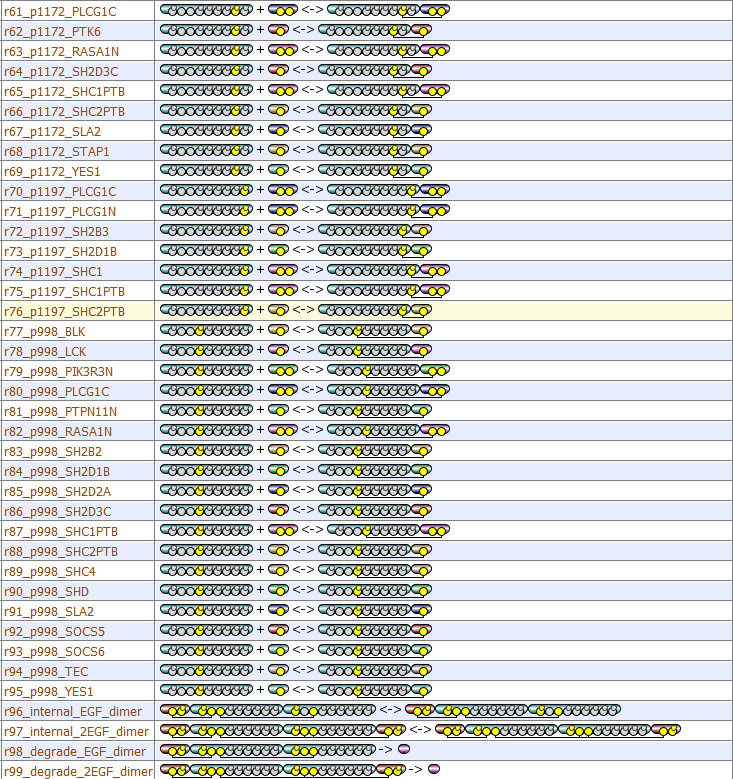 r61_p1172_PLCG1C + <->
r62_p1172_PTK6 + <->
r63_p1172_RASA1N + <->
r64_p1172_SH2D3C + <->
r65_p1172_SHC1PTB + <->
r66_p1172_SHC2PTB + <->
r67_p1172_SLA2 + <->
r68_p1172_STAP1 + <->
r69_p1172_YES1 + <->
r70_p1197_PLCG1C + <->
r71_p1197_PLCG1N + <->
r72_p1197_SH2B3 + <->
r73_p1197_SH2D1B + <->
r74_p1197_SHC1 + <->
r75_p1197_SHC1PTB + <->
r76_p1197_SHC2PTB + <->
r77_p998_BLK + <->
r78_p998_LCK + <->
r79_p998_PIK3R3N + <->
r80_p998_PLCG1C + <->
r81_p998_PTPN11N + <->
r82_p998_RASA1N + <->
r83_p998_SH2B2 + <->
r84_p998_SH2D1B + <->
r85_p998_SH2D2A + <->
r86_p998_SH2D3C + <->
r87_p998_SHC1PTB + <->
r88_p998_SHC2PTB + <->
r89_p998_SHC4 + <->
r90_p998_SHD + <->
r91_p998_SLA2 + <->
r92_p998_SOCS5 + <->
r93_p998_SOCS6 + <->
r94_p998_TEC + <->
r95_p998_YES1 + <->
r96_internal_EGF_dimer <->
r97_internal_2EGF_dimer <->
r98_degrade_EGF_dimer ->
r99_degrade_2EGF_dimer ->